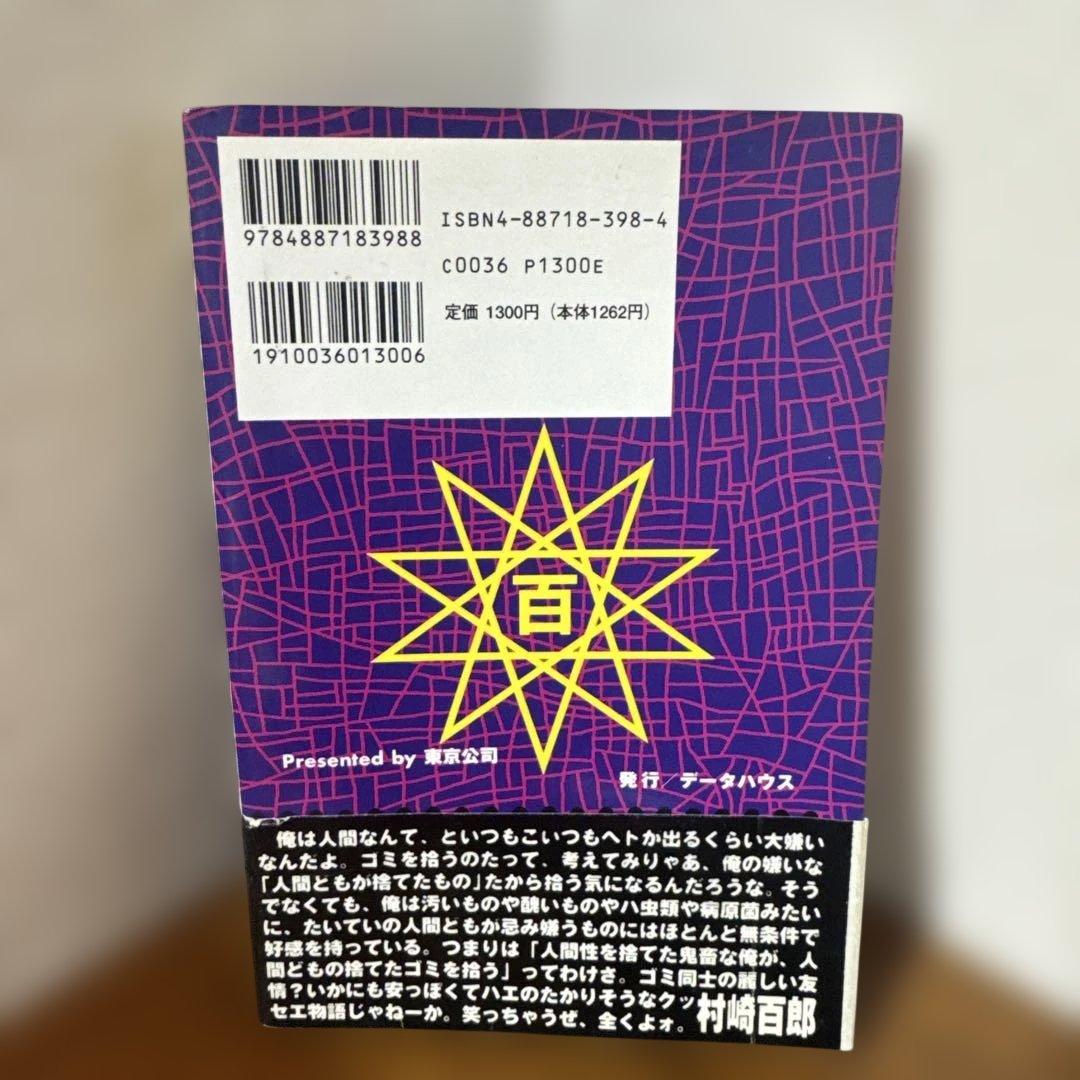 9784887183988
ISBN4-88718-398-4
C0036 P1300E
定価 1300円（本体1262円）
1910036013006
百
Presented by 東京公司
発行／データハウス
俺は人間なんて、どいつもこいつもヘドが出るくらい大嫌い
なんだよ。ゴミを拾うのだって、考えてみりゃあ、俺の嫌いな
「人間どもが捨てたもの」だから拾う気になるんだろうな。そう
でなくても、俺は汚いものや醜いものやハ虫類や病原菌みたい
に、たいていの人間ども が忌み嫌うものにはほとんど無条件で
好感を持っている。つまりは「人間性を捨てた鬼畜な俺が、人
間どもの捨てたゴミを拾う」ってわけさ。ゴミ同士の麗しい友
情？いかにも安っぽくてハエのたかりそうなクッ
セエ物語じゃねーか。笑っちゃうぜ、全くよォ。
村崎百郎